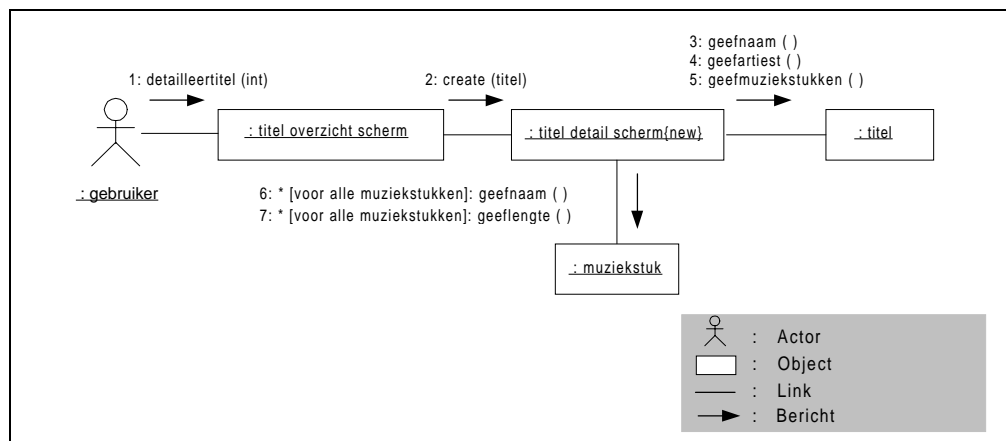 3: geefnaam ( )
4: geefartiest ( )
5: geefmuziekstukken ( )
1: detailleertitel (int)
2: create (titel)
: titel overzicht scherm
: titel detail scherm{new}
: titel
: gebruiker
6: * [voor alle muziekstukken]: geefnaam ( )
7: * [voor alle muziekstukken]: geeflengte ( )
: muziekstuk
: Actor
: Object
: Link
: Bericht